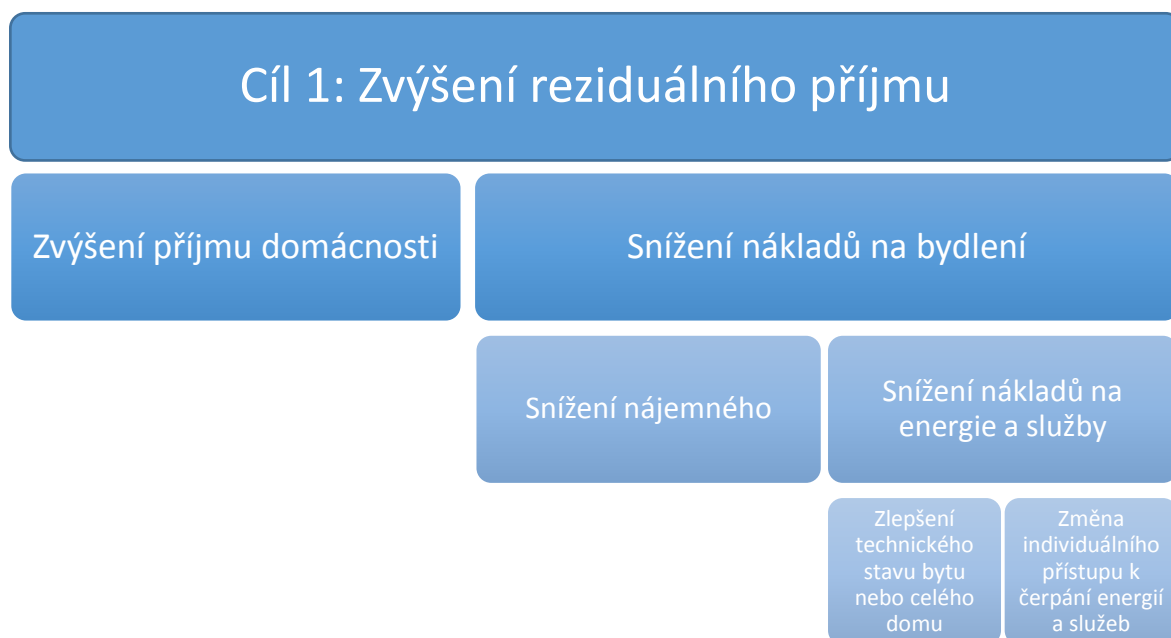 Cíl 1: Zvýšení reziduálního příjmu
Zvýšení příjmu domácnosti
Snížení nákladů na bydlení
Snížení nájemného
Snížení nákladů na
energie a služby
Zlepšení
technického
stavu bytu
nebo celého
domu
Změna
individuálního
přístupu k
čerpání energií
a služeb